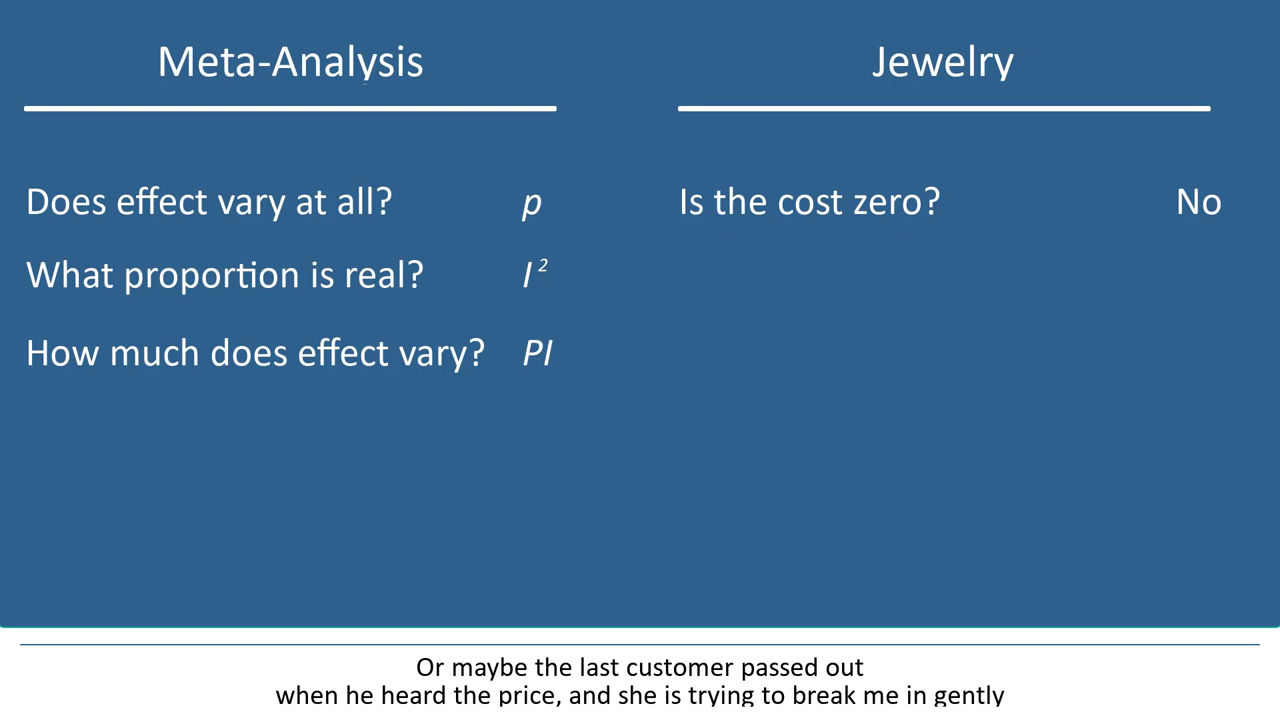 Meta-Analysis
Jewelry
Does effect vary at all? p
Is the cost zero? No
What proportion is real? I²
How much does effect vary? PI
Or maybe the last customer passed out
when he heard the price, and she is trying to break me in gently